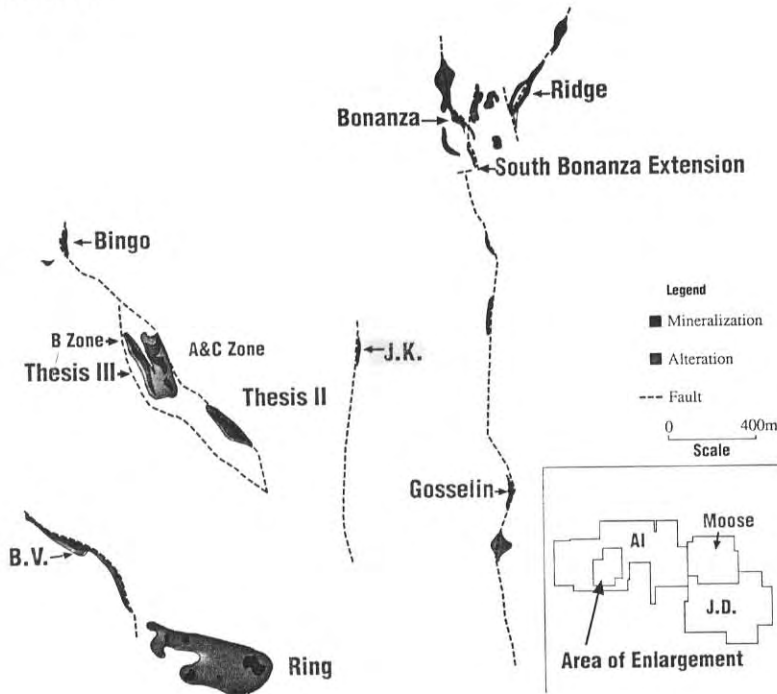 Ridge
Bonanza
South Bonanza Extension
Bingo
Legend
Mineralization
B Zone
A&C Zone
J.K.
Alteration
Thesis III
Thesis II
Fault
0 400m
Scale
Gosselin
Moose
Al
B.V.
J.D.
Area of Enlargement
Ring